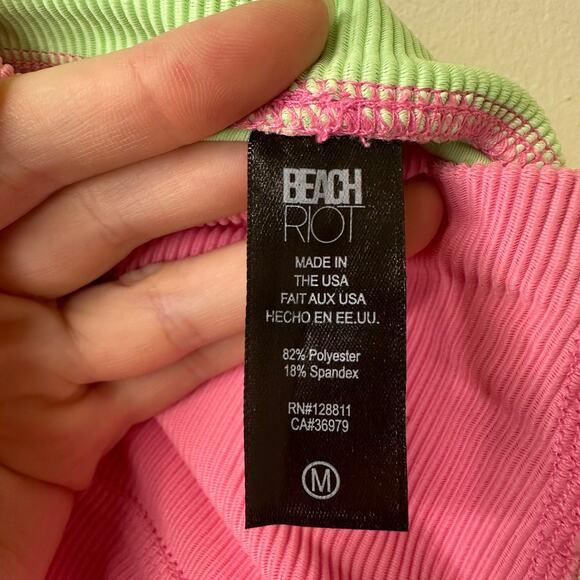 BEACH
RIOT
MADE IN
THE USA
FAIT AUX USA
HECHO EN EE.UU.
82% Polyester
18% Spandex
RN#128811
CA#36979
M